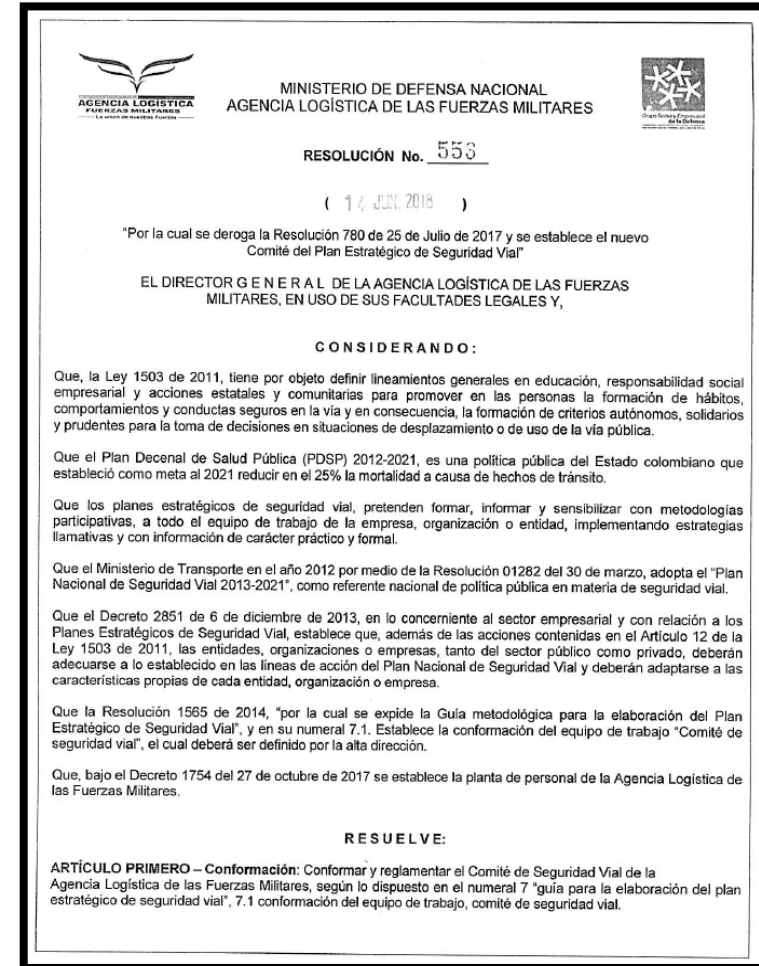 AGENCIA LOGÍSTICA
FUERZAS MILITARES
La unión de nuestras Fuerzas
MINISTERIO DE DEFENSA NACIONAL
AGENCIA LOGÍSTICA DE LAS FUERZAS MILITARES
Grupo Social y Empresarial
de la Defensa
RESOLUCIÓN No. 553
( 14 JUN. 2018 )
"Por la cual se deroga la Resolución 780 de 25 de Julio de 2017 y se establece el nuevo
Comité del Plan Estratégico de Seguridad Vial"
EL DIRECTOR G E N E R A L DE LA AGENCIA LOGÍSTICA DE LAS FUERZAS
MILITARES, EN USO DE SUS FACULTADES LEGALES Y,
C O N S I D E R A N D O :
Que, la Ley 1503 de 2011, tiene por objeto definir lineamientos generales en educación, responsabilidad social
empresarial y acciones estatales y comunitarias para promover en las personas la formación de hábitos,
comportamientos y conductas seguros en la vía y en consecuencia, la formación de criterios autónomos, solidarios
y prudentes para la toma de decisiones en situaciones de desplazamiento o de uso de la vía pública.
Que el Plan Decenal de Salud Pública (PDSP) 2012-2021, es una política pública del Estado colombiano que
estableció como meta al 2021 reducir en el 25% la mortalidad a causa de hechos de tránsito.
Que los planes estratégicos de seguridad vial, pretenden formar, informar y sensibilizar con metodologías
participativas, a todo el equipo de trabajo de la empresa, organización o entidad, implementando estrategias
llamativas y con información de carácter práctico y formal.
Que el Ministerio de Transporte en el año 2012 por medio de la Resolución 01282 del 30 de marzo, adopta el "Plan
Nacional de Seguridad Vial 2013-2021", como referente nacional de política pública en materia de seguridad vial.
Que el Decreto 2851 de 6 de diciembre de 2013, en lo concerniente al sector empresarial y con relación a los
Planes Estratégicos de Seguridad Vial, establece que, además de las acciones contenidas en el Artículo 12 de la
Ley 1503 de 2011, las entidades, organizaciones o empresas, tanto del sector público como privado, deberán
adecuarse a lo establecido en las líneas de acción del Plan Nacional de Seguridad Vial y deberán adaptarse a las
características propias de cada entidad, organización o empresa.
Que la Resolución 1565 de 2014, "por la cual se expide la Guía metodológica para la elaboración del Plan
Estratégico de Seguridad Vial", y en su numeral 7.1. Establece la conformación del equipo de trabajo "Comité de
seguridad vial", el cual deberá ser definido por la alta dirección.
Que, bajo el Decreto 1754 del 27 de octubre de 2017 se establece la planta de personal de la Agencia Logística de
las Fuerzas Militares.
R E S U E L V E:
ARTÍCULO PRIMERO – Conformación: Conformar y reglamentar el Comité de Seguridad Vial de la
Agencia Logística de las Fuerzas Militares, según lo dispuesto en el numeral 7 "guía para la elaboración del plan
estratégico de seguridad vial", 7.1 conformación del equipo de trabajo, comité de seguridad vial.